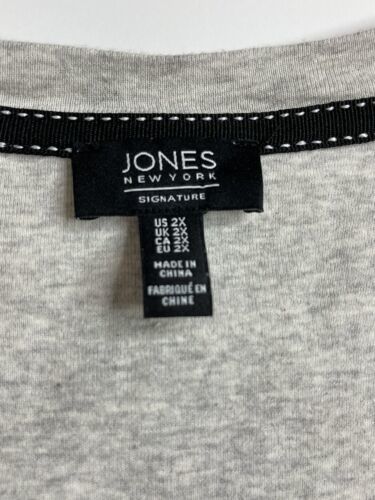 JONES
NEW YORK
SIGNATURE
US 2X
UK 2X
CA 2X
EU 2X
MADE IN
CHINA
FABRIQUÉ EN
CHINE